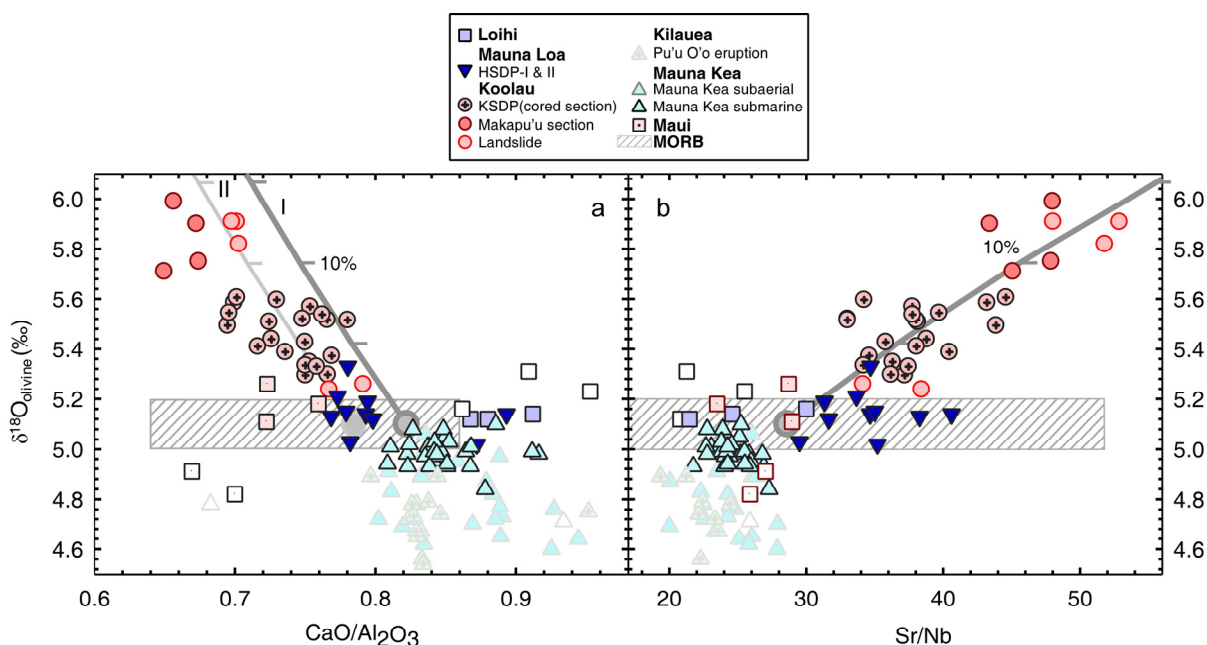 Loihi
Mauna Loa
HSDP-I & II
Koolau
KSDP(cored section)
Makapu'u section
Landslide
Kilauea
Pu'u O'o eruption
Mauna Kea
Mauna Kea subaerial
Mauna Kea submarine
Maui
MORB
δ18Oolivine (‰)
6.0
5.8
5.6
5.4
5.2
5.0
4.8
4.6
II
I
10%
a
0.6
0.7
0.8
0.9
CaO/Al2O3
b
10%
20
30
40
50
Sr/Nb
6.0
5.8
5.6
5.4
5.2
5.0
4.8
4.6